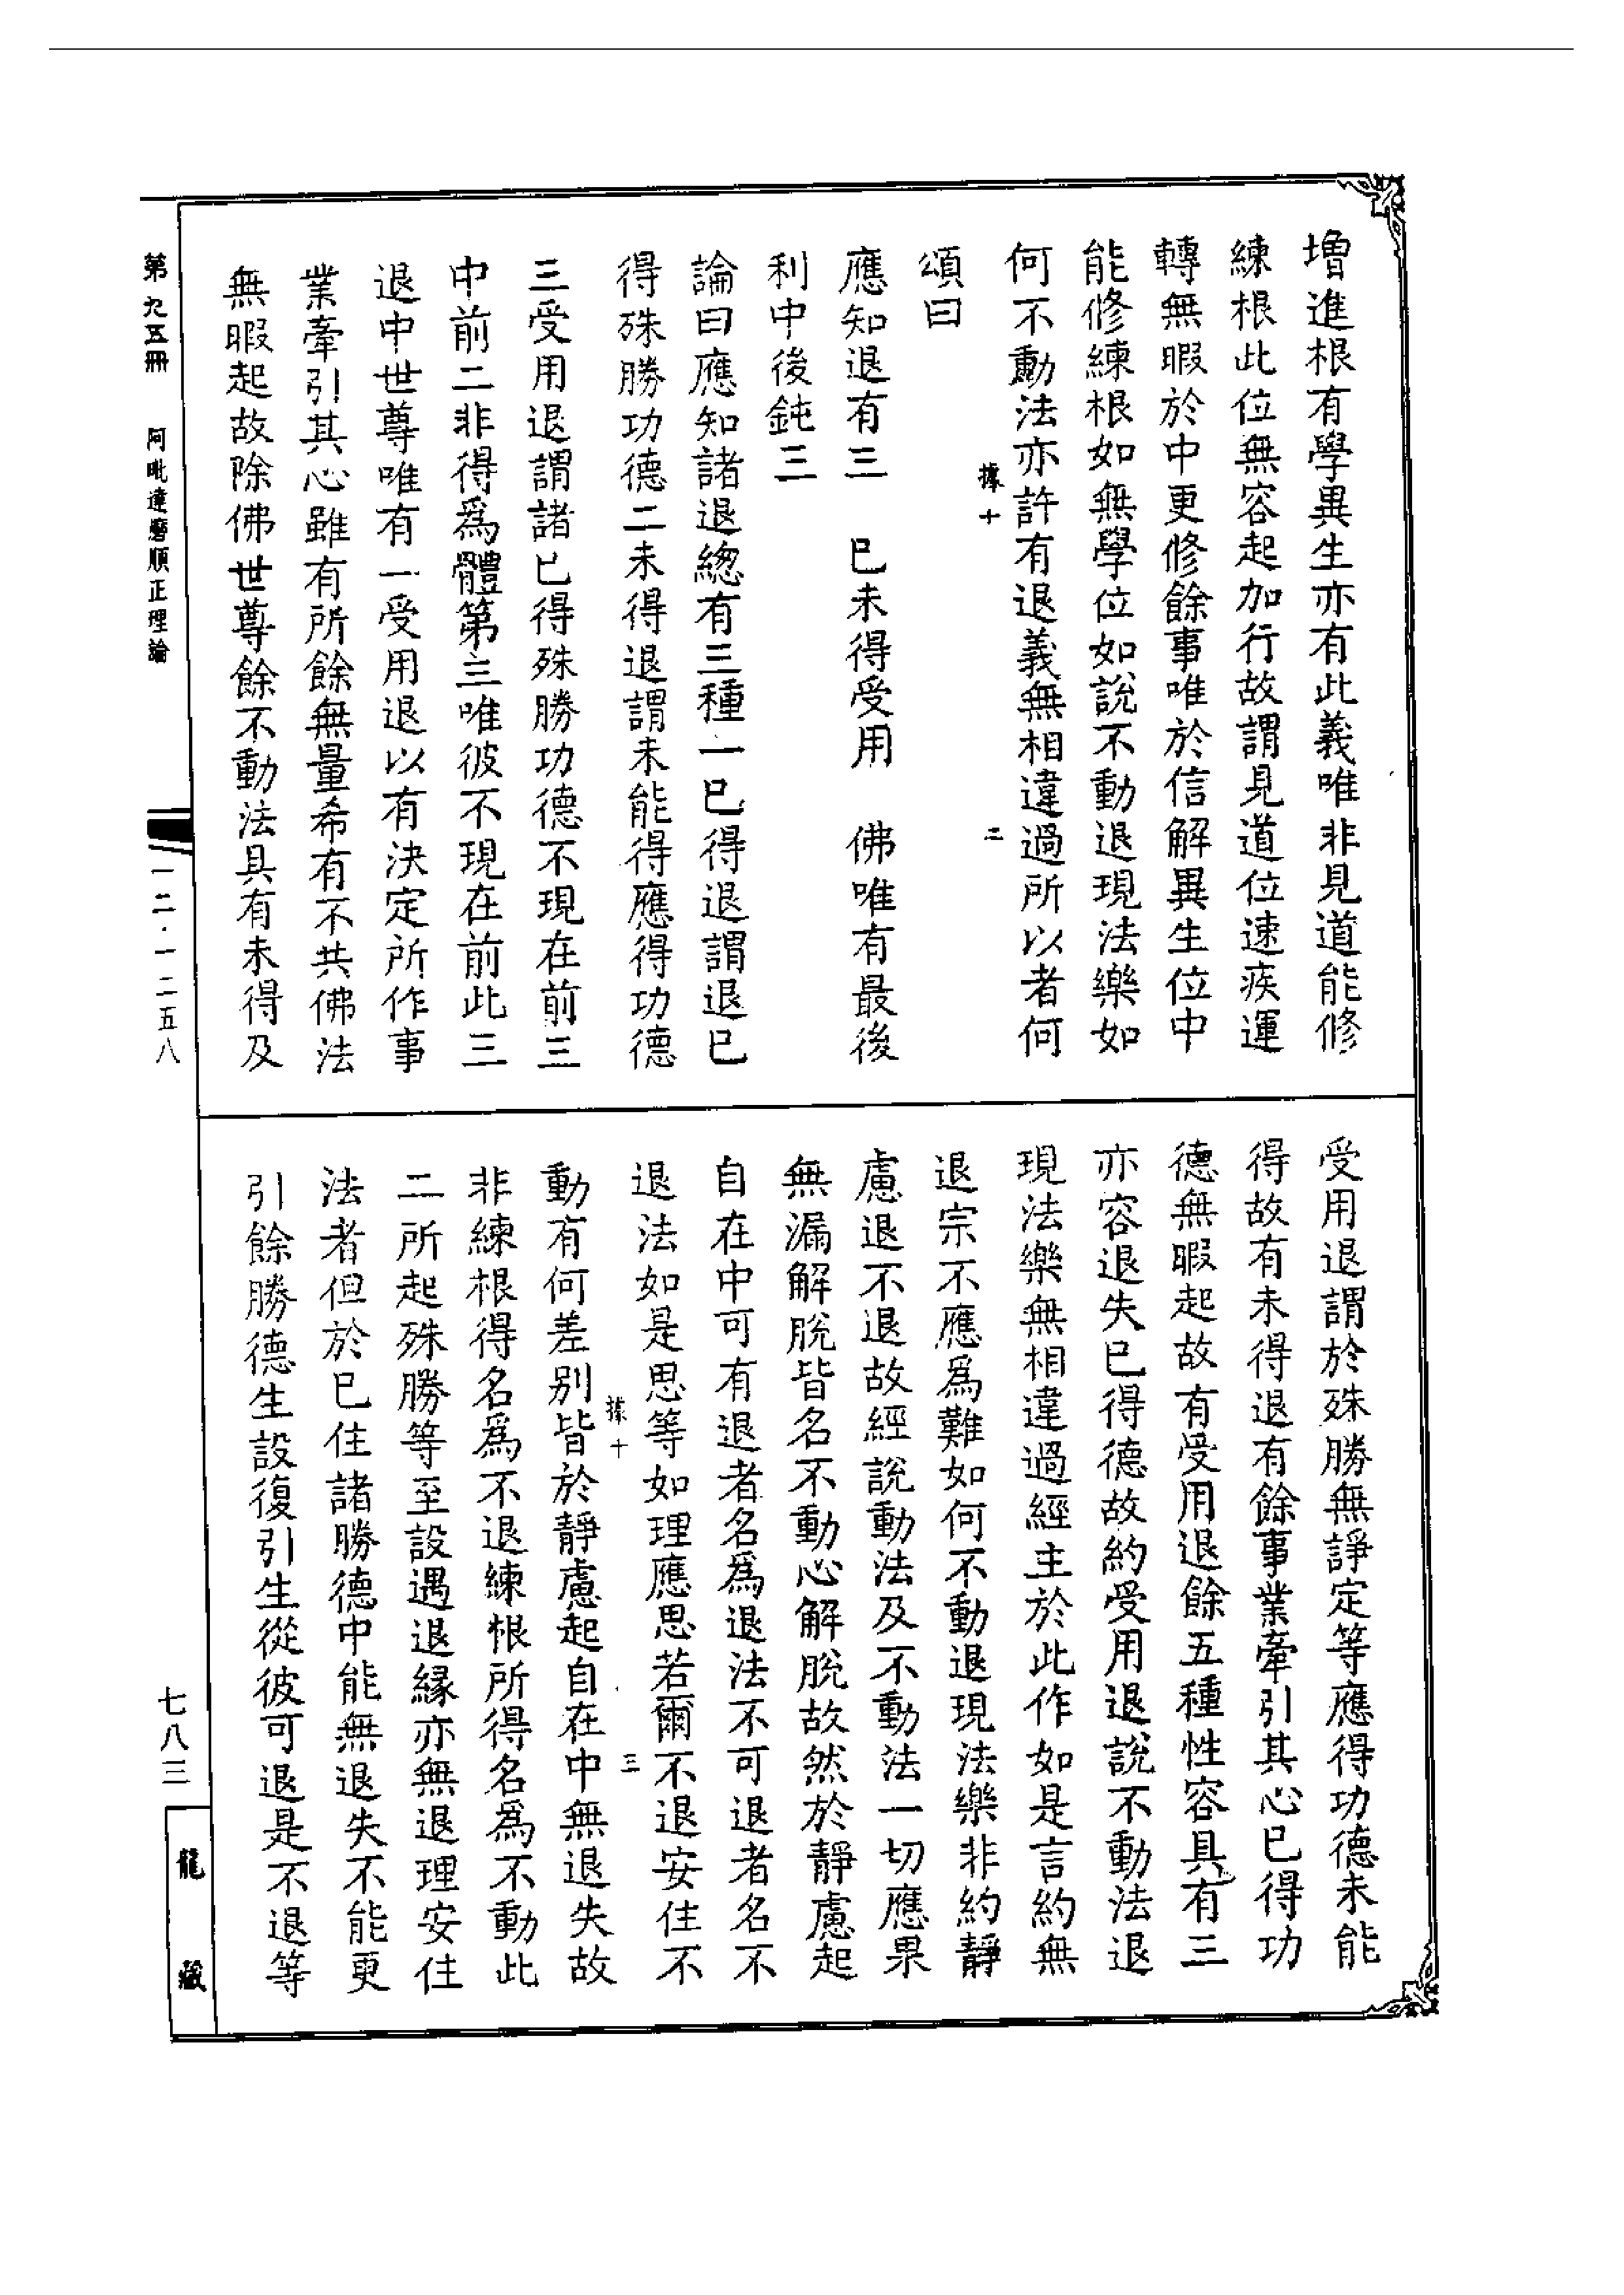 增進根有學異生亦有此義唯非見道能修
練根此位無容起加行故謂見道位速疾運
轉無暇於中更修餘事唯於信解異生位中
能修練根如無學位如說不動退現法樂如
何不動法亦許有退義無相違過所以者何
據十 二
頌曰
應知退有三 已未得受用 佛唯有最後
利中後鈍三
論曰應知諸退總有三種一已得退謂退已
得殊勝功德二未得退謂未能得應得功德
三受用退謂諸已得殊勝功德不現在前三
中前二非得為體第三唯彼不現在前此三
退中世尊唯有一受用退以有決定所作事
業牽引其心雖有所餘無量希有不共佛法
無暇起故除佛世尊餘不動法具有未得及
受用退謂於殊勝無諍定等應得功德未能
得故有未得退有餘事業牽引其心已得功
德無暇起故有受用退餘五種性容具有三
亦容退失已得德故約受用退說不動法退
現法樂無相違過經主於此作如是言約無
退宗不應為難如何不動退現法樂非約靜
慮退不退故經說動法及不動法一切應果
無漏解脫皆名不動心解脫故然於靜慮起
自在中可有退者名為退法不可退者名不
退法如是思等如理應思若爾不退安住不
據十 三
動有何差別皆於靜慮起自在中無退失故
非練根得名為不退練根所得名為不動此
二所起殊勝等至設遇退緣亦無退理安住
法者但於已住諸勝德中能無退失不能更
引餘勝德生設復引生從彼可退是不退等
第九五冊 阿毗達磨順正理論
一二·一二五八
七八三
龍藏